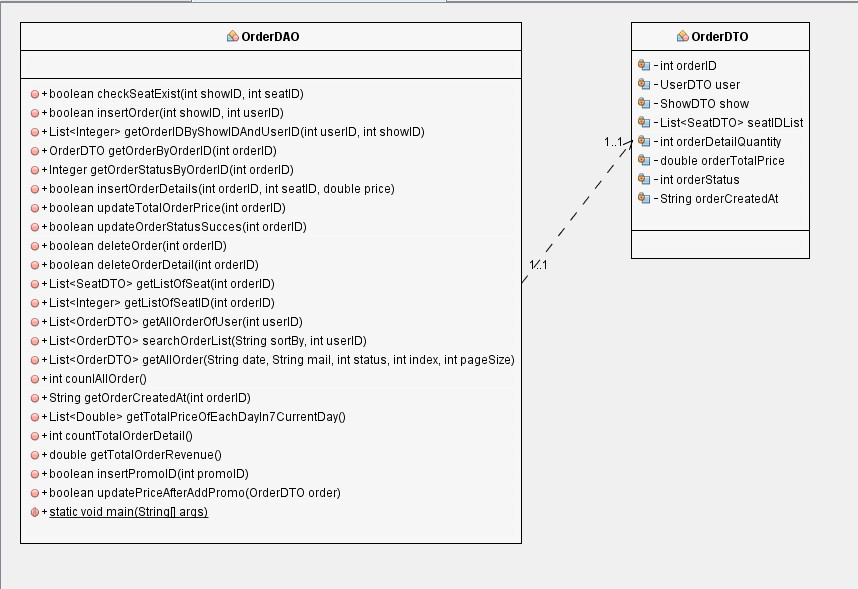 OrderDAO
+boolean checkSeatExist(int showID, int seatID)
+boolean insertOrder(int showID, int userID)
+List<Integer> getOrderIDByShowIDAndUserID(int userID, int showID)
+OrderDTO getOrderByOrderID(int orderID)
+Integer getOrderStatusByOrderID(int orderID)
+boolean insertOrderDetails(int orderID, int seatID, double price)
+boolean updateTotalOrderPrice(int orderID)
+boolean updateOrderStatusSucces(int orderID)
+boolean deleteOrder(int orderID)
+boolean deleteOrderDetail(int orderID)
+List<SeatDTO> getListOfSeat(int orderID)
+List<Integer> getListOfSeatID(int orderID)
+List<OrderDTO> getAllOrderOfUser(int userID)
+List<OrderDTO> searchOrderList(String sortBy, int userID)
+List<OrderDTO> getAllOrder(String date, String mail, int status, int index, int pageSize)
+int counlAllOrder()
+String getOrderCreatedAt(int orderID)
+List<Double> getTotalPriceOfEachDayIn7CurrentDay()
+int countTotalOrderDetail()
+double getTotalOrderRevenue()
+boolean insertPromoID(int promoID)
+boolean updatePriceAfterAddPromo(OrderDTO order)
+static void main(String[] args)
1..1
1..1
OrderDTO
-int orderID
-UserDTO user
-ShowDTO show
-List<SeatDTO> seatIDList
-int orderDetailQuantity
-double orderTotalPrice
-int orderStatus
-String orderCreatedAt